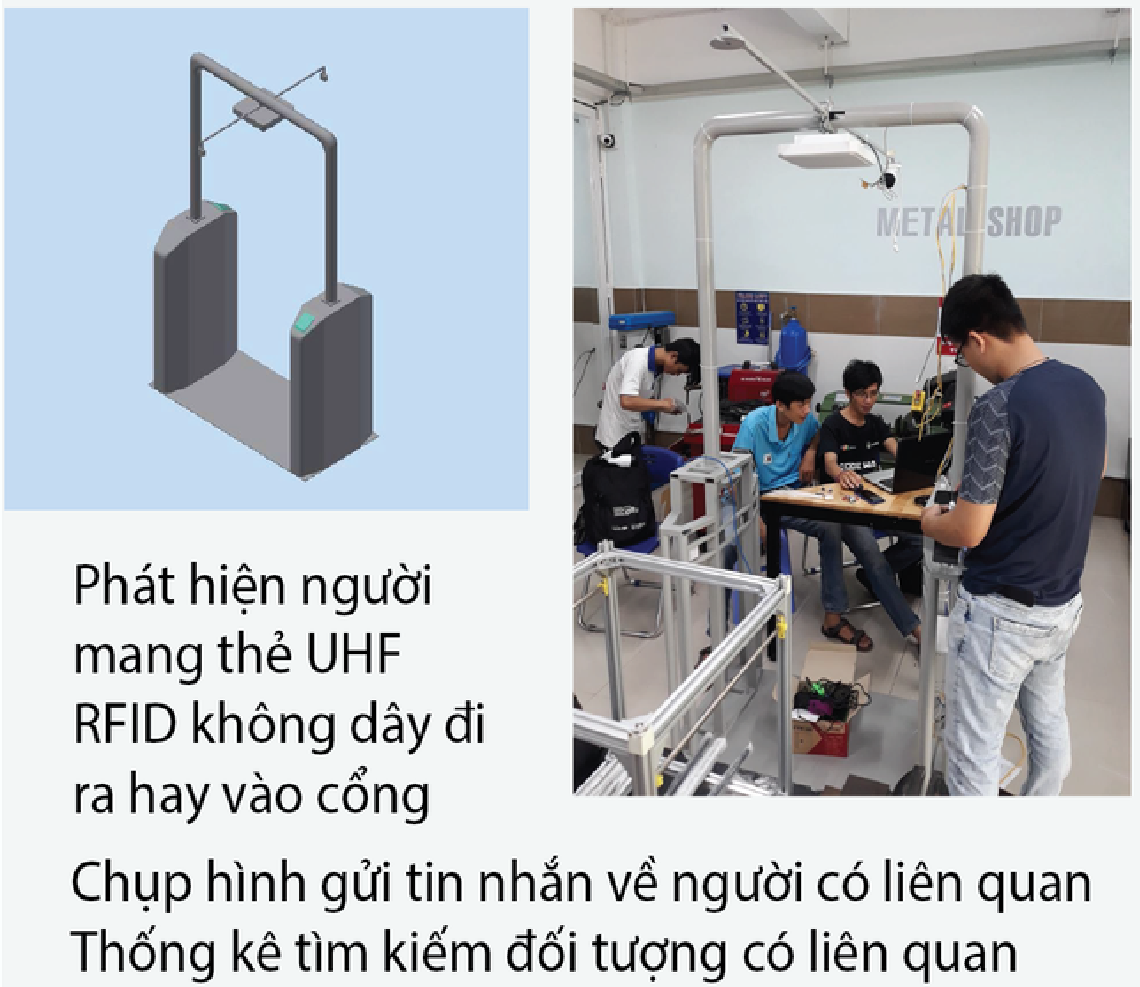 METAL SHOP
Phát hiện người
mang thẻ UHF
RFID không dây đi
ra hay vào cổng
Chụp hình gửi tin nhắn về người có liên quan
Thống kê tìm kiếm đối tượng có liên quan